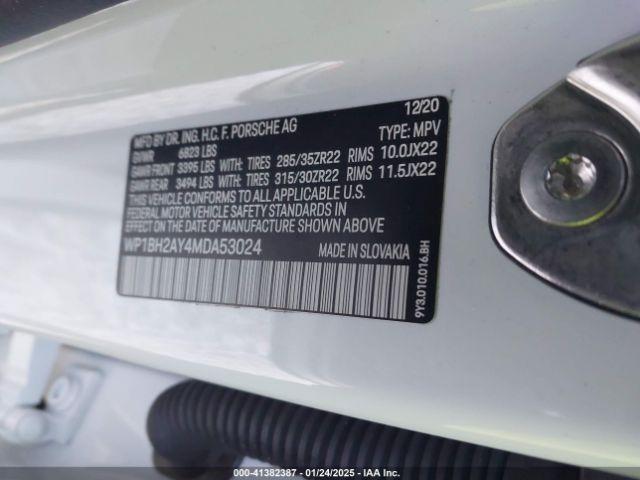 12/20
MFD BY DR. ING. H.C. F. PORSCHE AG
GVWR 6823 LBS TYPE: MPV
GAWR FRONT 3395 LBS WITH: TIRES 285/35ZR22 RIMS 10.0JX22
GAWR REAR 3494 LBS WITH: TIRES 315/30ZR22 RIMS 11.5JX22
THIS VEHICLE CONFORMS TO ALL APPLICABLE U.S.
FEDERAL MOTOR VEHICLE SAFETY STANDARDS IN
EFFECT ON THE DATE OF MANUFACTURE SHOWN ABOVE
WP1BH2AY4MDA53024 MADE IN SLOVAKIA
9Y3.010.016.BH
WWW - 41382387 - 01/24/2025 - IAA Inc.